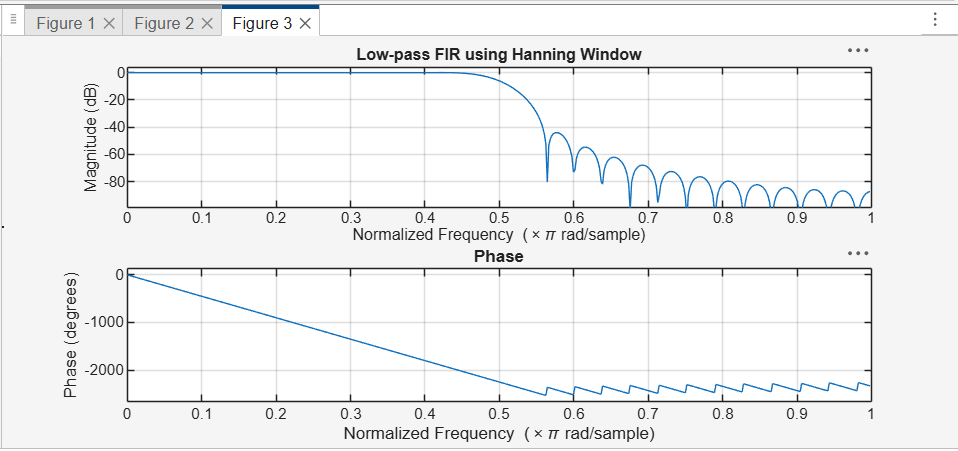 Figure 1 × Figure 2 × Figure 3 ×
Low-pass FIR using Hanning Window
Magnitude (dB)
0
-20
-40
-60
-80
0 0.1 0.2 0.3 0.4 0.5 0.6 0.7 0.8 0.9 1
Normalized Frequency (× π rad/sample)
Phase
Phase (degrees)
0
-1000
-2000
0 0.1 0.2 0.3 0.4 0.5 0.6 0.7 0.8 0.9 1
Normalized Frequency (× π rad/sample)